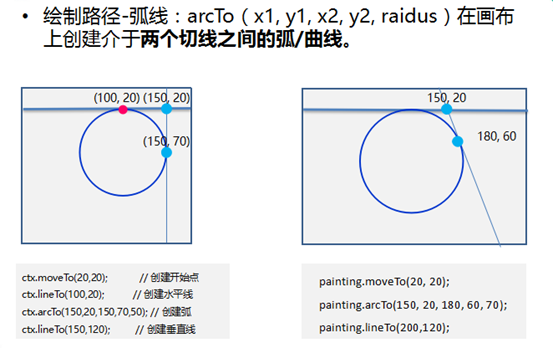 • 绘制路径-弧线：arcTo（x1, y1, x2, y2, raidus）在画布
上创建介于两个切线之间的弧/曲线。
(100, 20) (150, 20)
(150, 70)
150, 20
180, 60
ctx.moveTo(20,20); // 创建开始点
ctx.lineTo(100,20); // 创建水平线
ctx.arcTo(150,20,150,70,50); // 创建弧
ctx.lineTo(150,120); // 创建垂直线
painting.moveTo(20, 20);
painting.arcTo(150, 20, 180, 60, 70);
painting.lineTo(200,120);